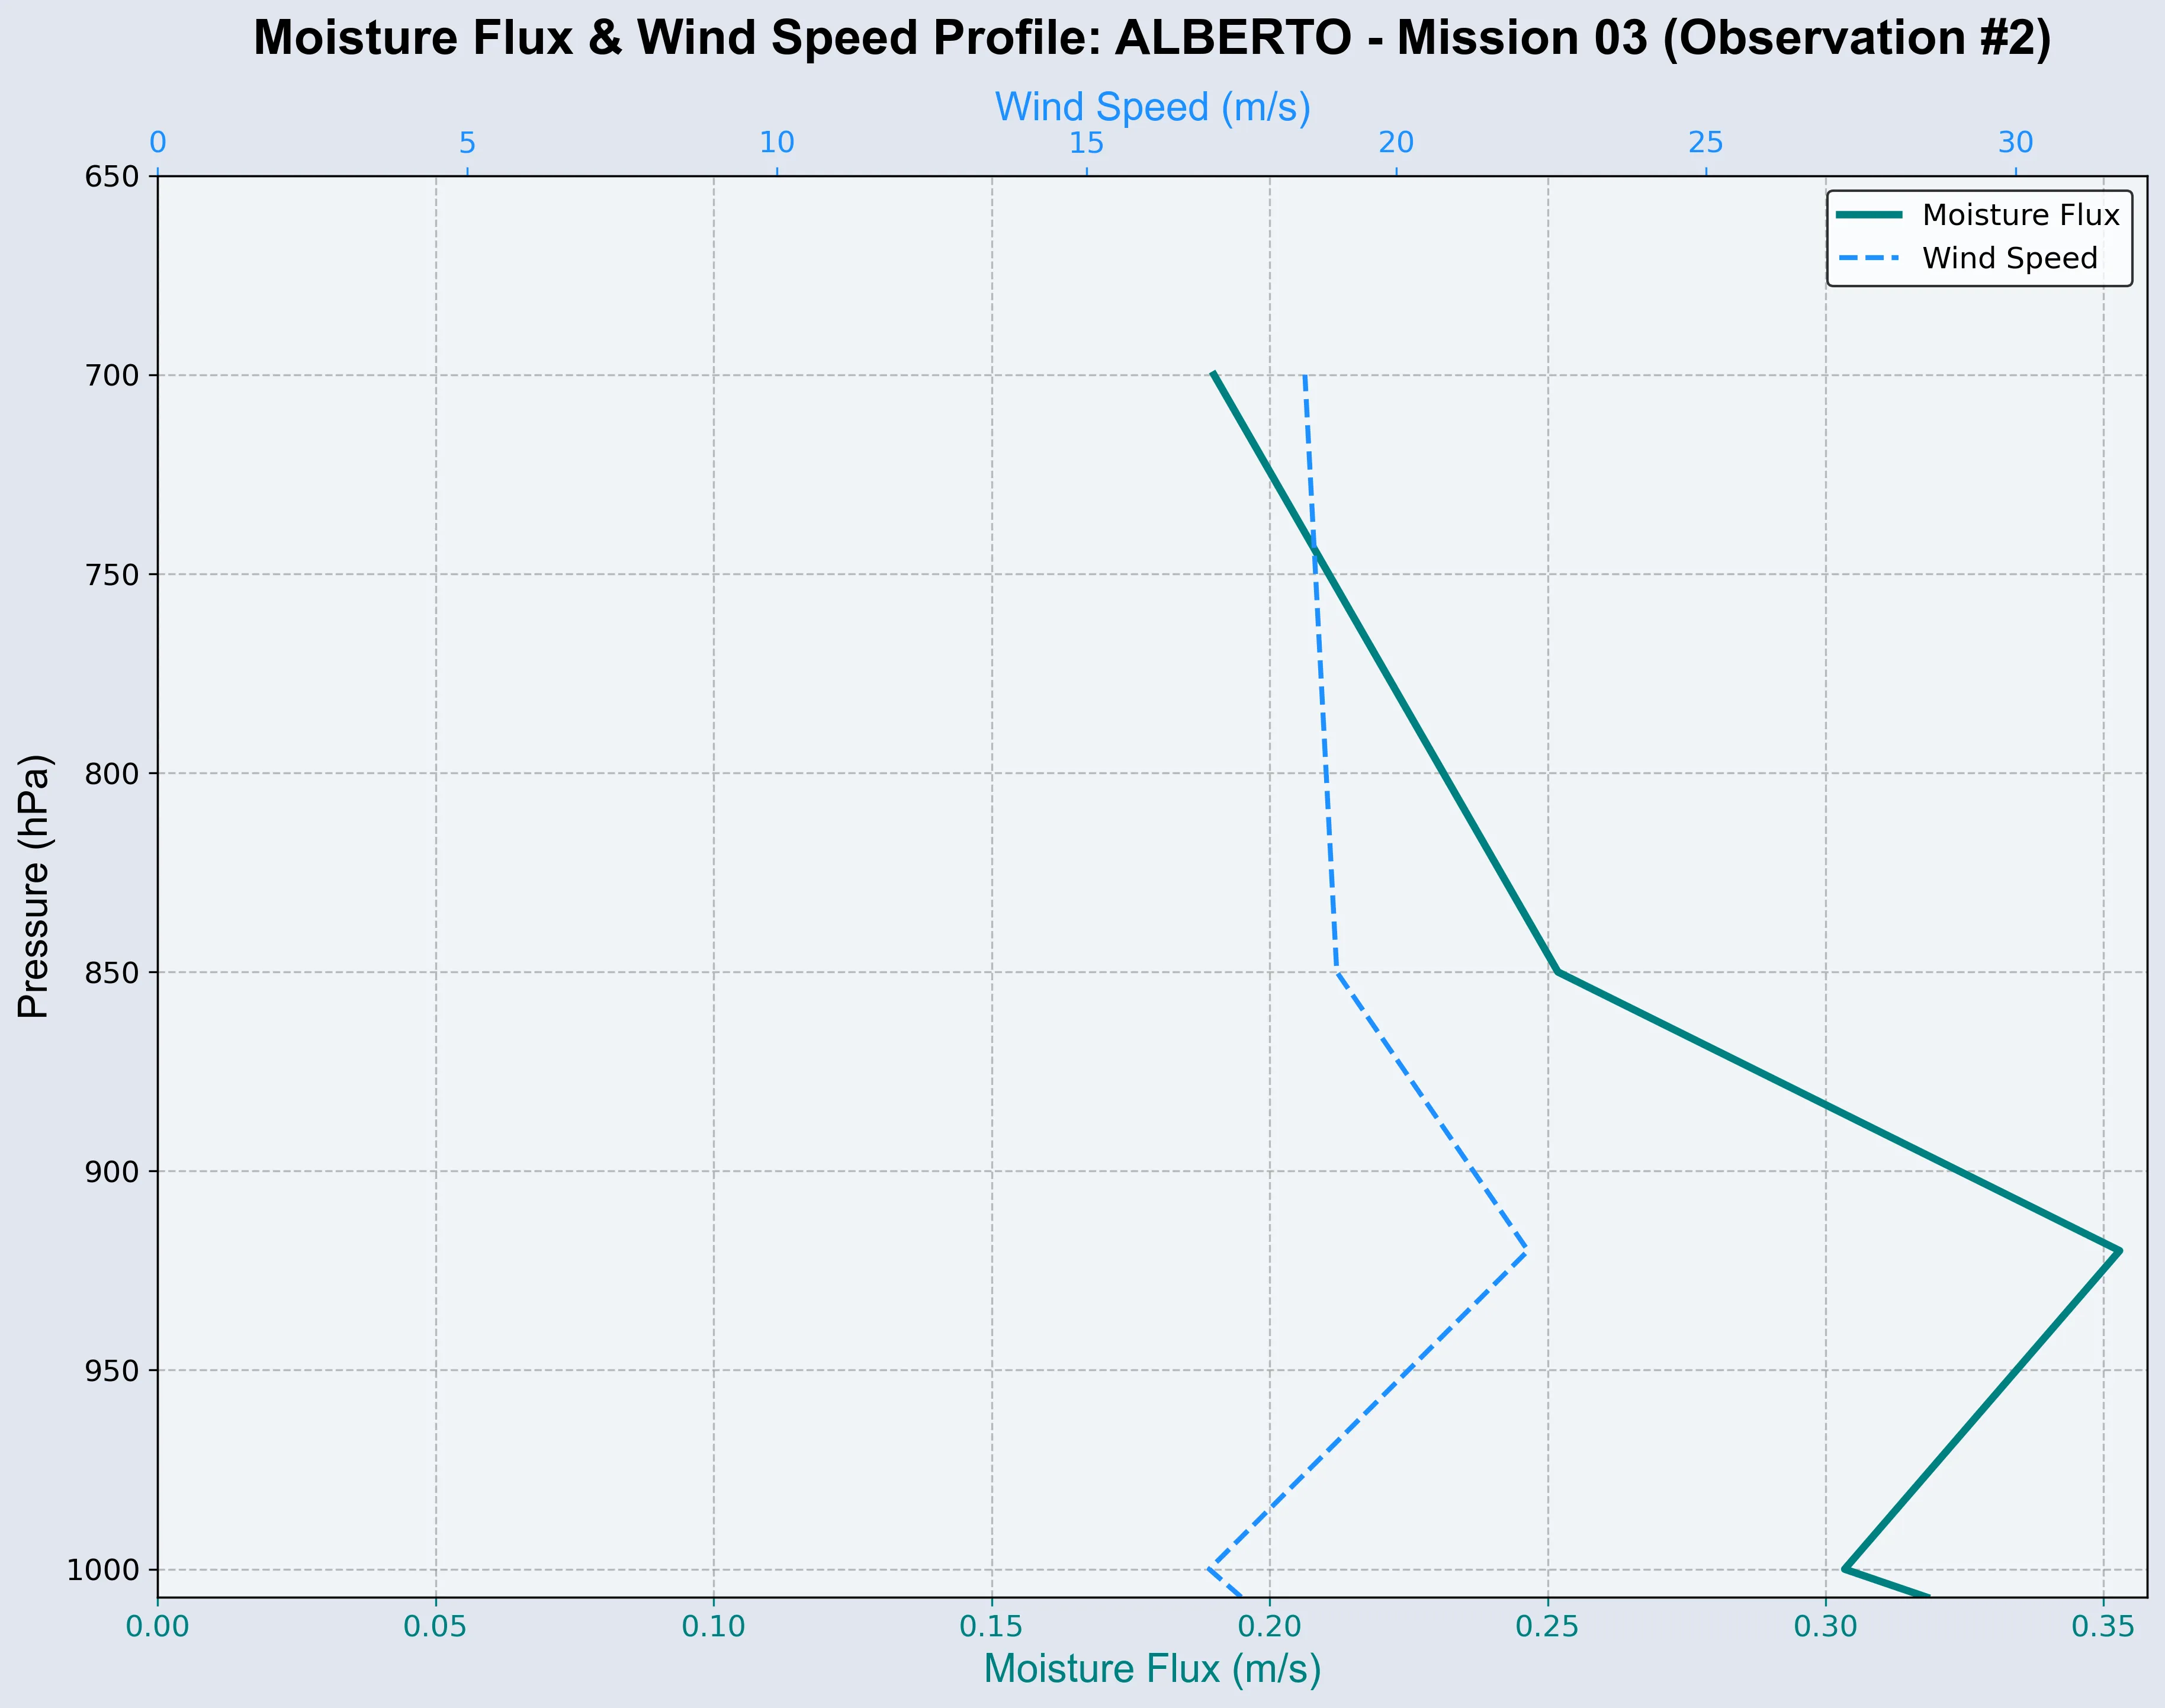 Moisture Flux & Wind Speed Profile: ALBERTO - Mission 03 (Observation #2)
Wind Speed (m/s)
0 5 10 15 20 25 30
Moisture Flux
Wind Speed
Pressure (hPa)
650
700
750
800
850
900
950
1000
0.00 0.05 0.10 0.15 0.20 0.25 0.30 0.35
Moisture Flux (m/s)